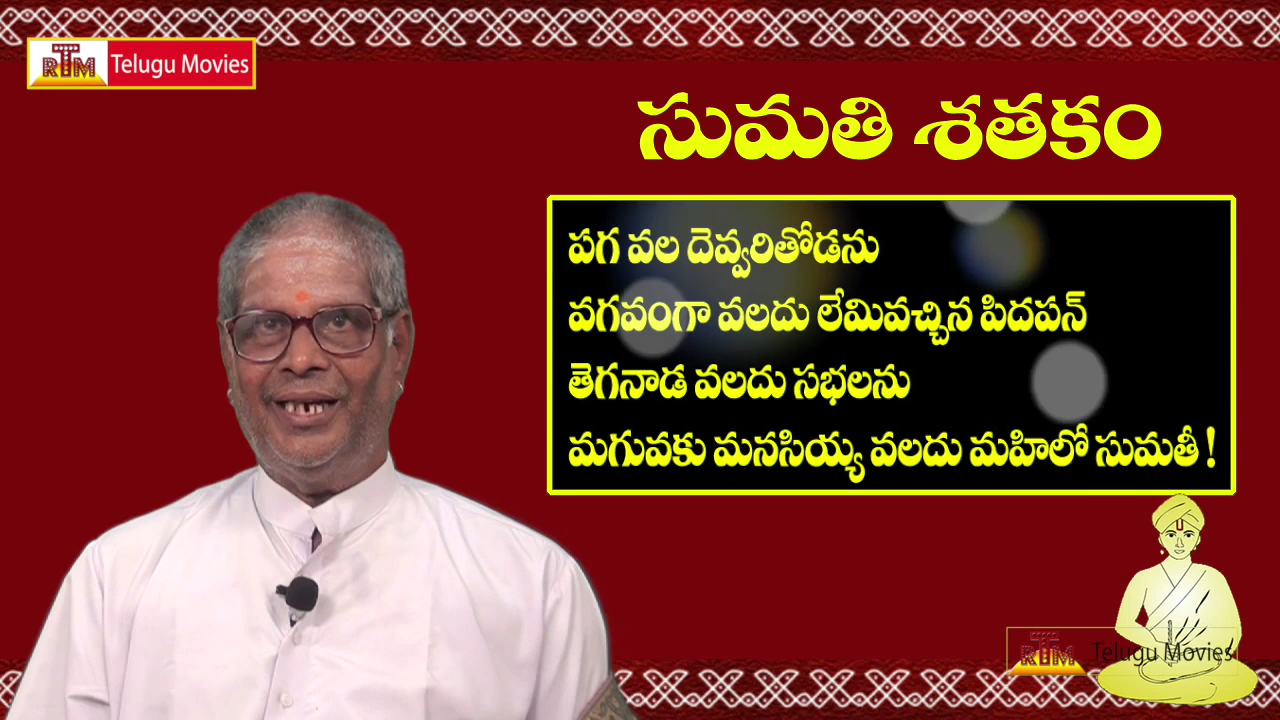 RTM Telugu Movies
సుమతి శతకం
పగ వల దెవ్వరితోడను
వగవంగా వలదు లేమివచ్చిన పిదపన్
తెగనాడ వలదు సభలను
మగువకు మనసియ్య వలదు మహిలో సుమతీ !
RTM Telugu Movies